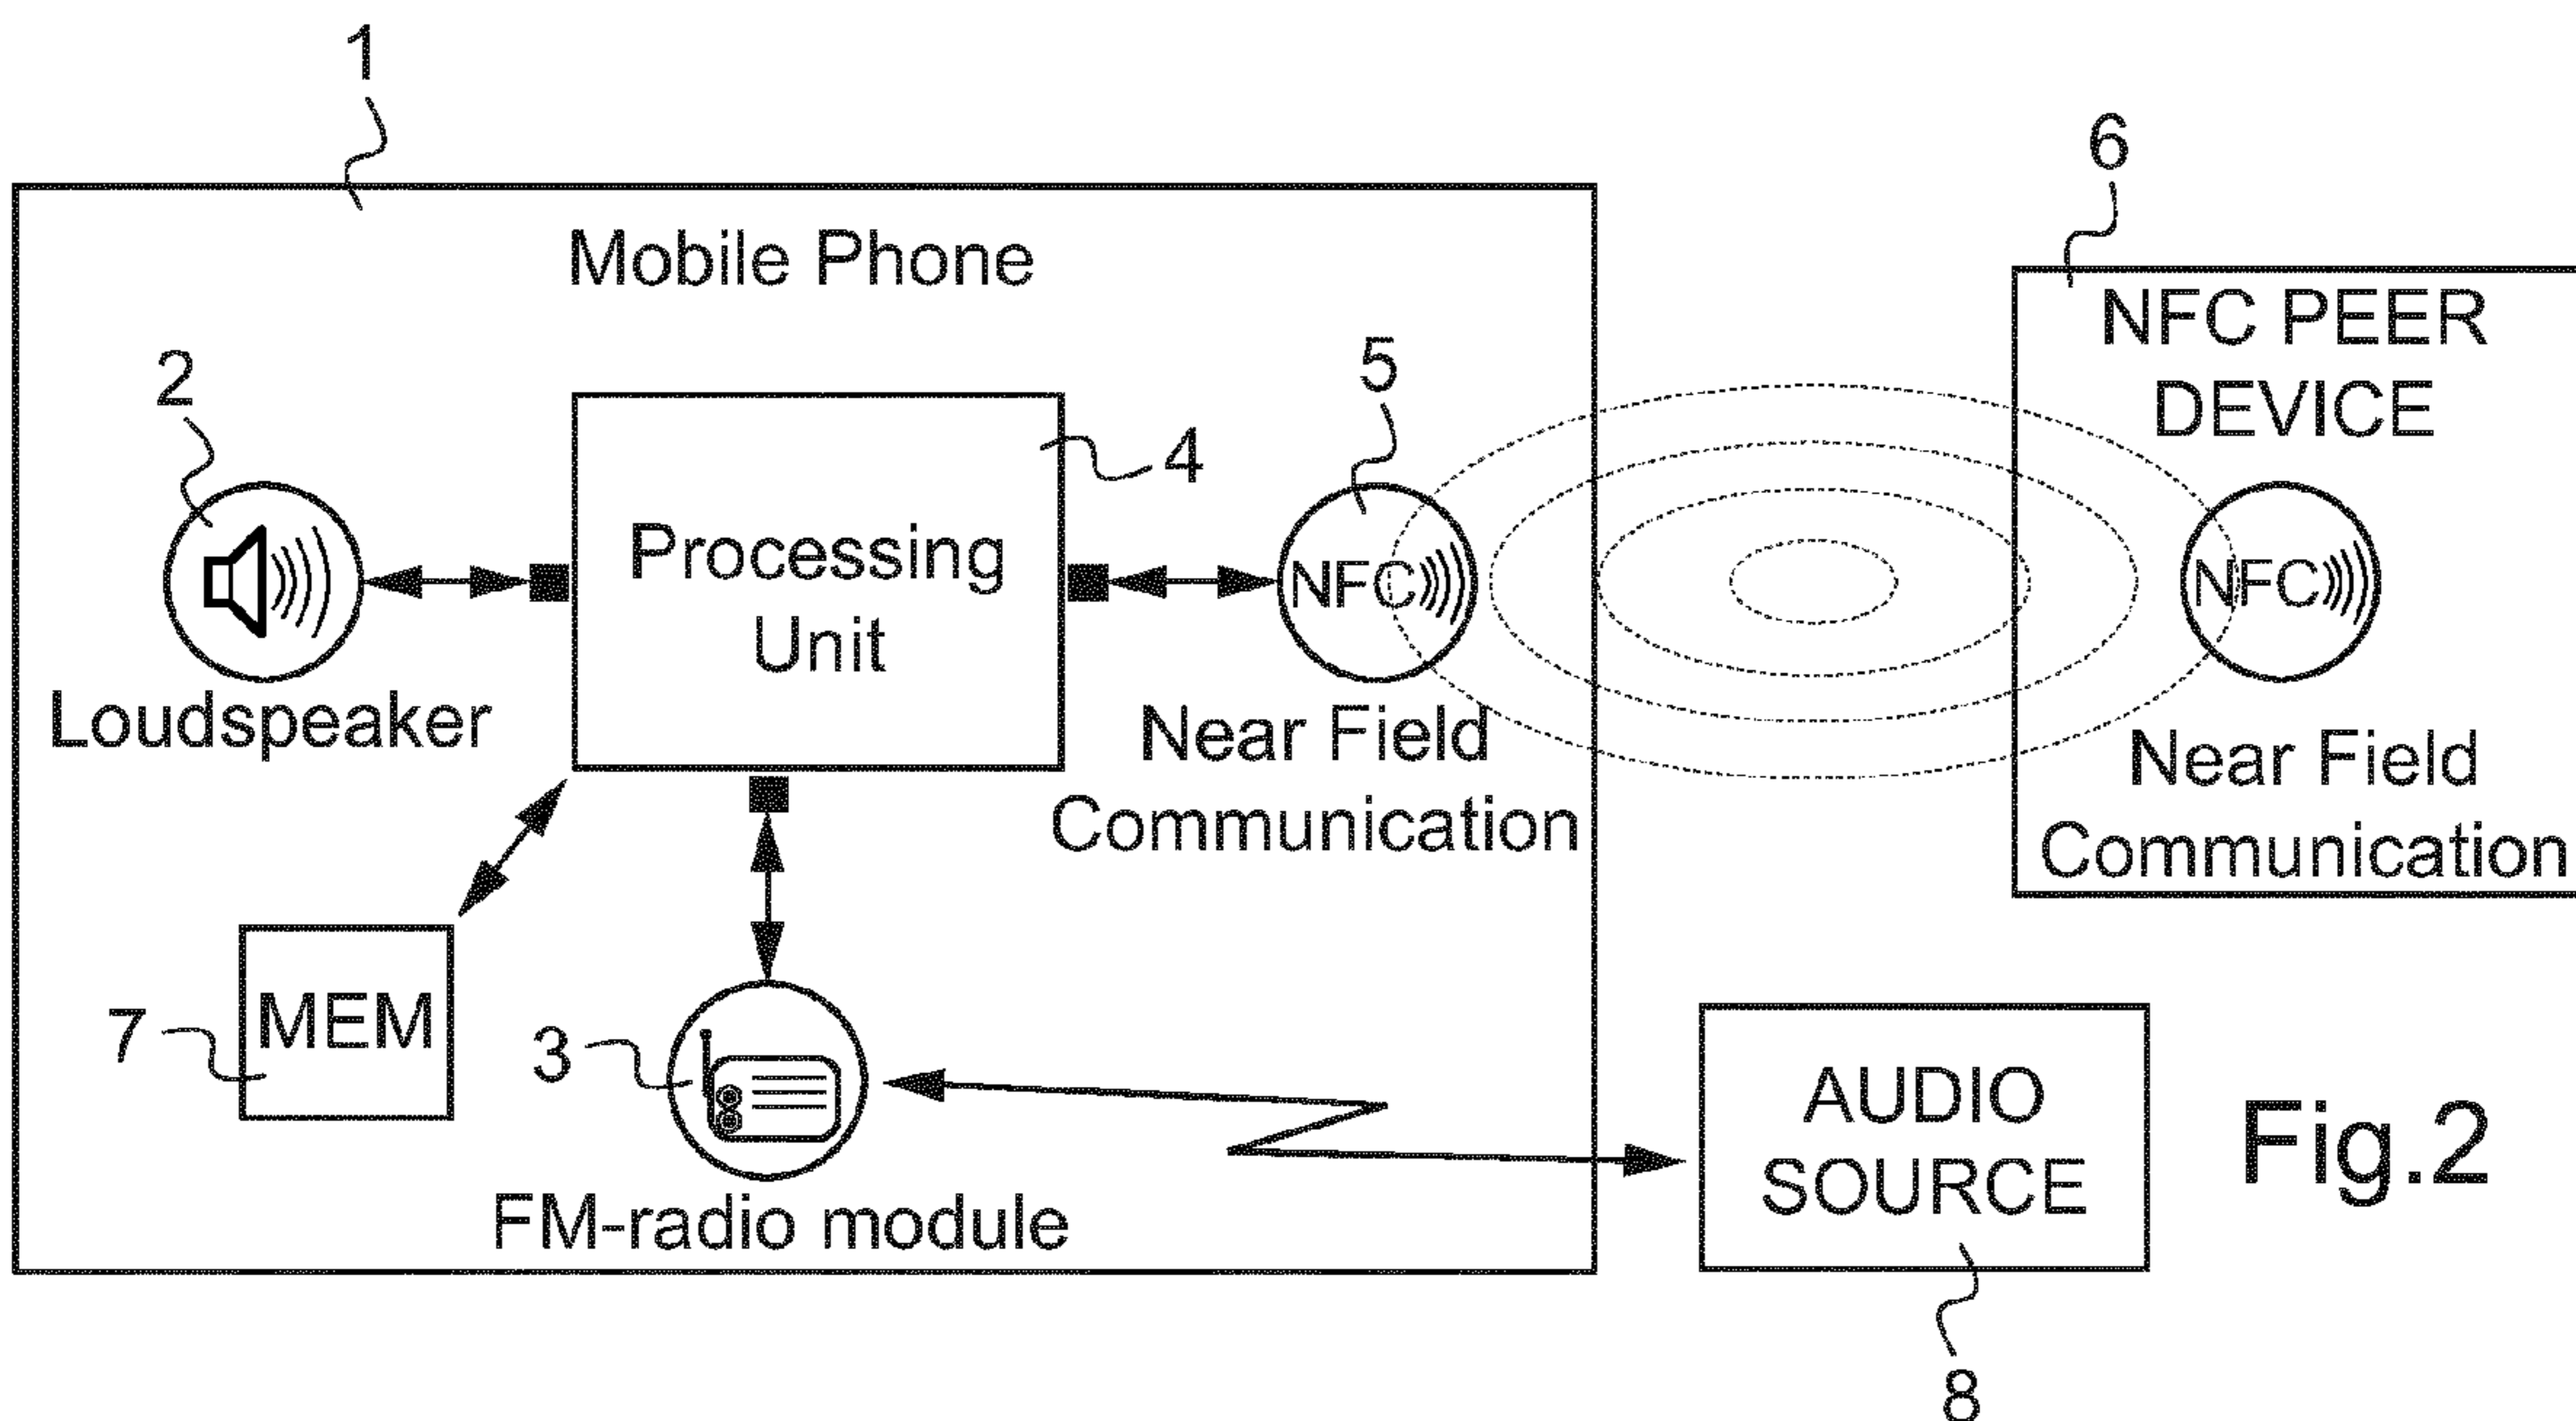 1
Mobile Phone
6
NFC PEER
DEVICE
2
5
4
Processing
Unit
NFC
NFC
Loudspeaker
Near Field
Communication
Near Field
Communication
7
MEM
3
FM-radio module
AUDIO
SOURCE
8
Fig.2